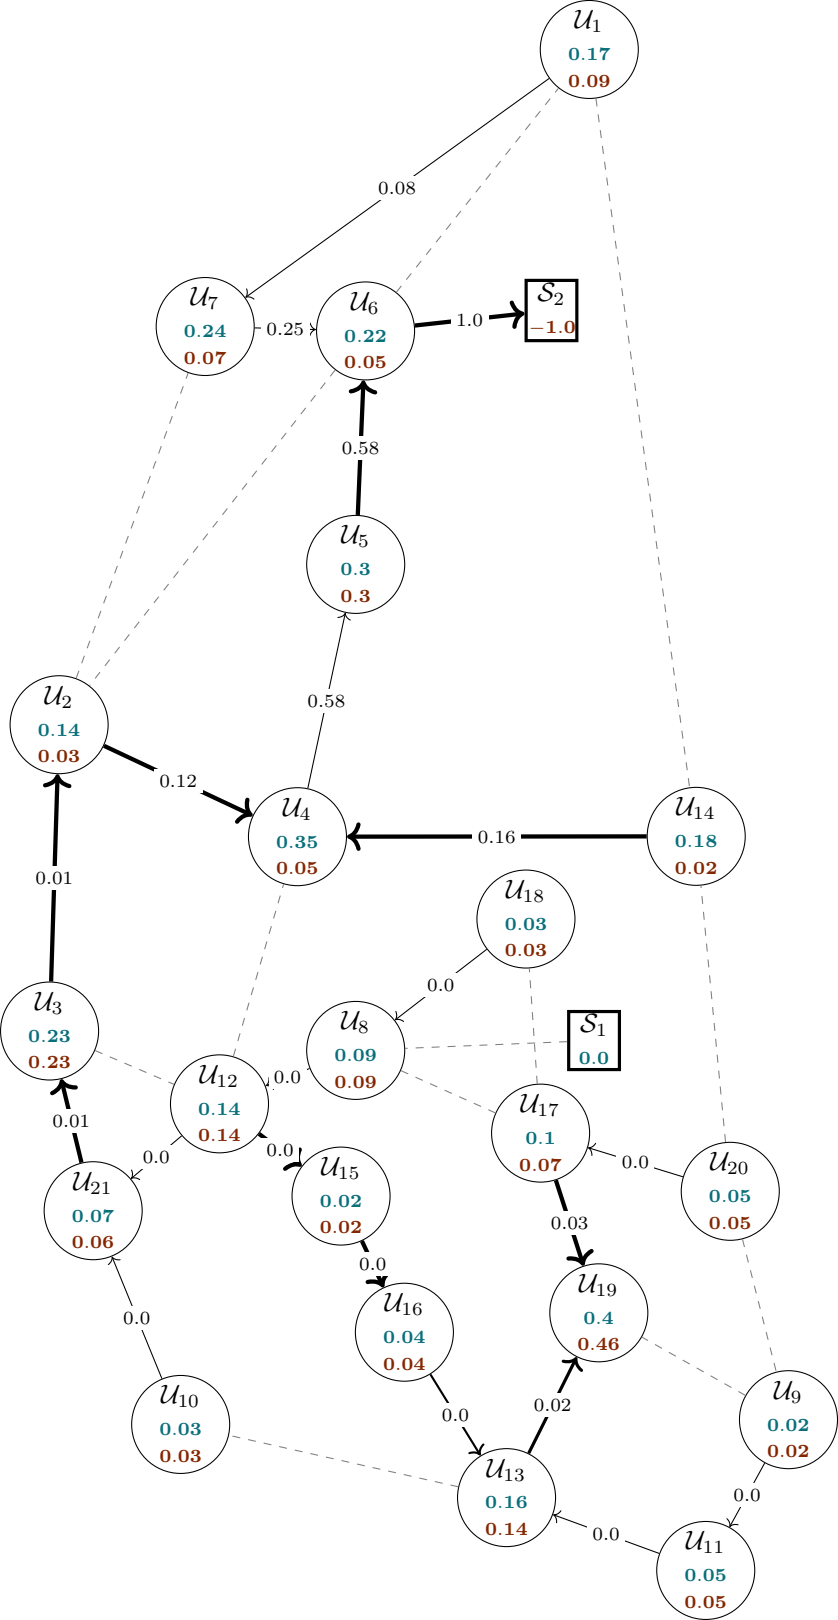 𝒰₁
0.17
0.09
0.08
𝒰₇
0.24
0.07
0.25
𝒰₆
0.22
0.05
1.0
𝒮₂
−1.0
0.58
𝒰₅
0.3
0.3
0.58
𝒰₂
0.14
0.03
0.12
𝒰₄
0.35
0.05
0.16
𝒰₁₄
0.18
0.02
0.01
𝒰₁₈
0.03
0.03
0.0
𝒰₃
0.23
0.23
𝒰₈
0.09
0.09
𝒮₁
0.0
0.0
𝒰₁₂
0.14
0.14
0.01
0.0
0.0
𝒰₁₇
0.1
0.07
0.0
𝒰₂₀
0.05
0.05
𝒰₂₁
0.07
0.06
𝒰₁₅
0.02
0.02
0.03
0.0
𝒰₁₆
0.04
0.04
𝒰₁₉
0.4
0.46
0.0
𝒰₁₀
0.03
0.03
0.0
0.02
𝒰₉
0.02
0.02
𝒰₁₃
0.16
0.14
0.0
0.0
𝒰₁₁
0.05
0.05